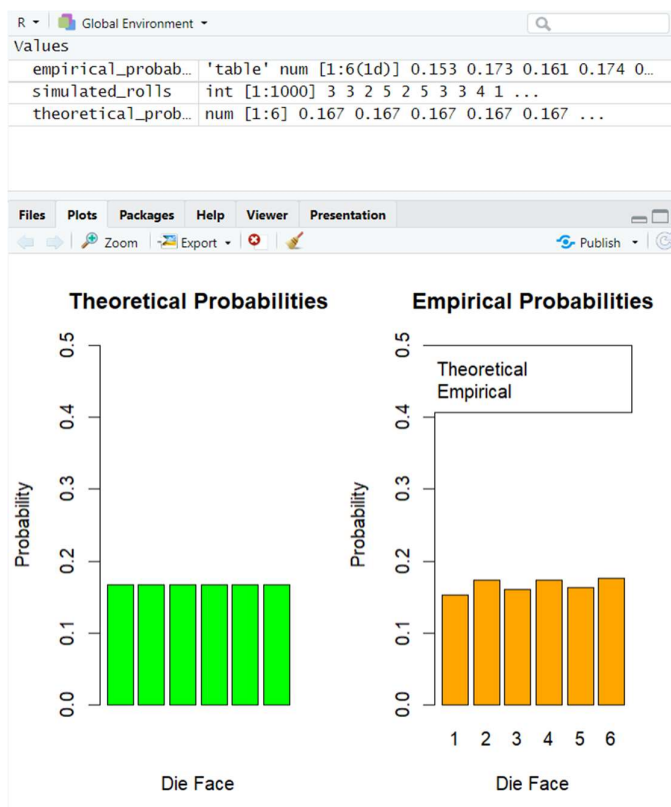 R Global Environment
Values
empirical_probab… 'table' num [1:6(1d)] 0.153 0.173 0.161 0.174 0…
simulated_rolls int [1:1000] 3 3 2 5 2 5 3 3 4 1 ...
theoretical_prob… num [1:6] 0.167 0.167 0.167 0.167 0.167 ...
Files Plots Packages Help Viewer Presentation
Zoom Export Publish
Theoretical Probabilities
Probability
0.5
0.4
0.3
0.2
0.1
0.0
Die Face
Empirical Probabilities
Probability
0.5
0.4
0.3
0.2
0.1
0.0
Theoretical
Empirical
1 2 3 4 5 6
Die Face